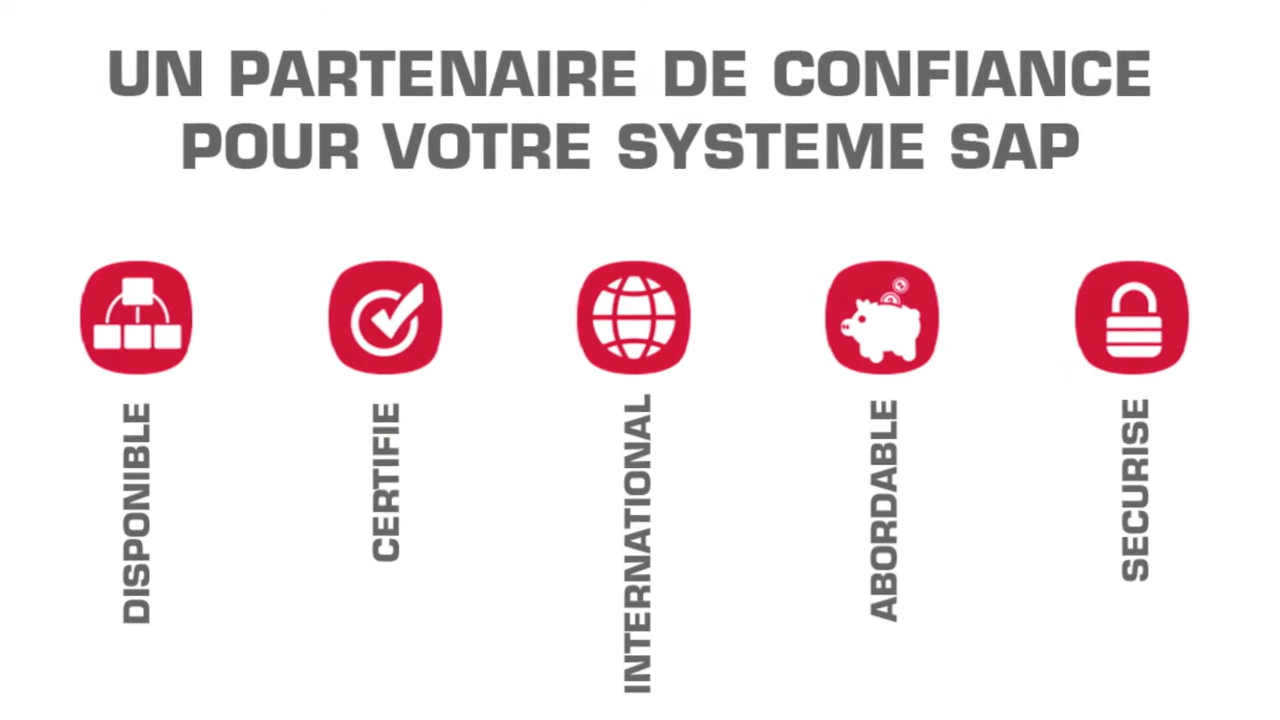 UN PARTENAIRE DE CONFIANCE
POUR VOTRE SYSTEME SAP
DISPONIBLE
CERTIFIE
INTERNATIONAL
ABORDABLE
SECURISE